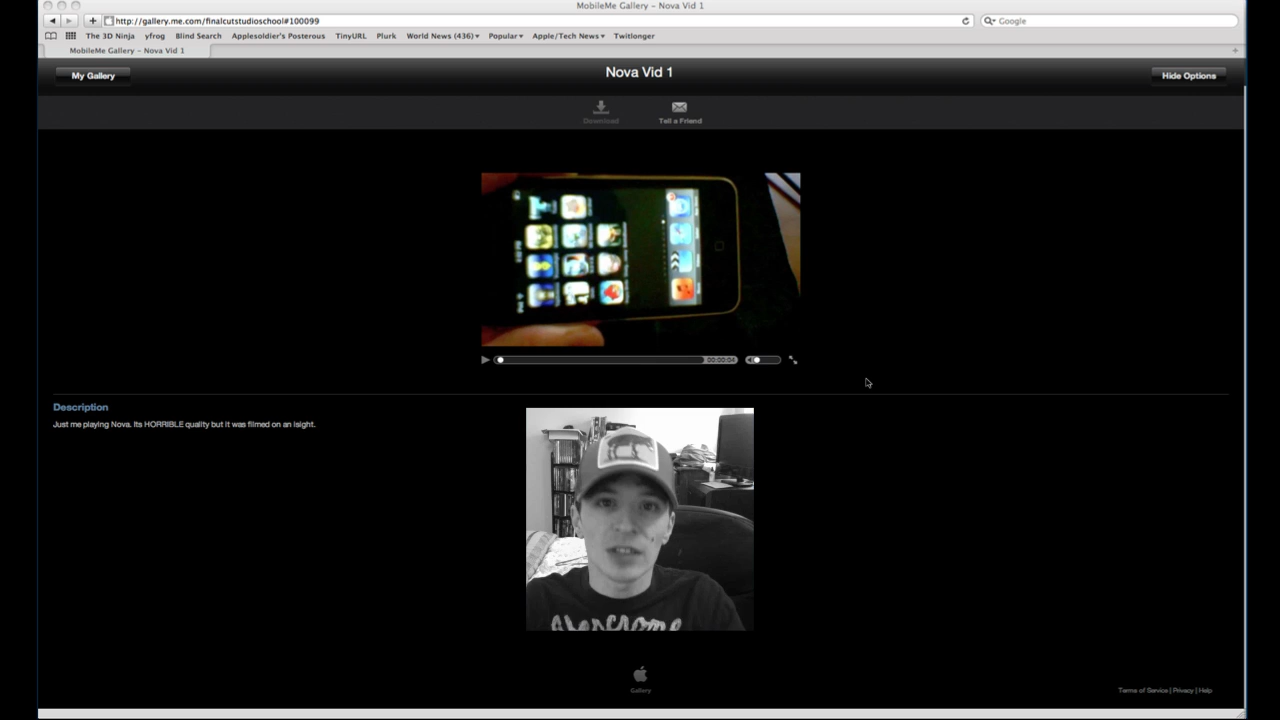 MobileMe Gallery – Nova Vid 1
http://gallery.me.com/finalcutstudioschool#100099
Google
The 3D Ninja yfrog Blind Search Applesoldier's Posterous TinyURL Plurk World News (436) Popular Apple/Tech News Twitlonger
MobileMe Gallery – Nova Vid 1
My Gallery
Nova Vid 1
Hide Options
Download
Tell a Friend
00:00:04
Description
Just me playing Nova. Its HORRIBLE quality but it was filmed on an isight.
Awesome
Gallery
Terms of Service | Privacy | Help